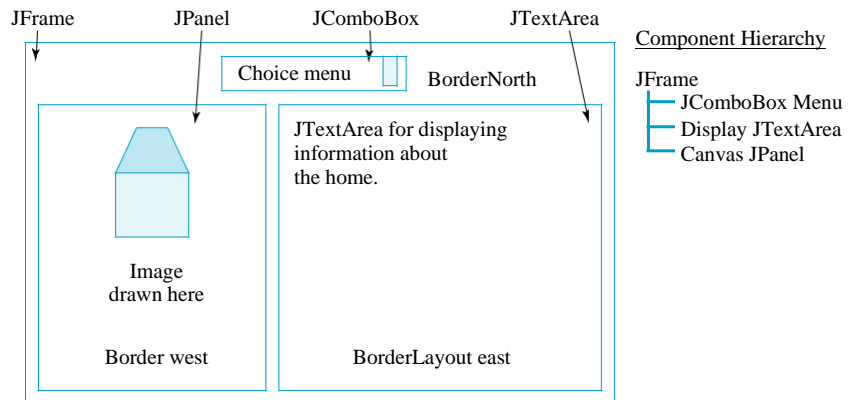 JFrame
JPanel
JComboBox
JTextArea
Choice menu
BorderNorth
JTextArea for displaying
information about
the home.
Image
drawn here
Border west
BorderLayout east
Component Hierarchy
JFrame
JComboBox Menu
Display JTextArea
Canvas JPanel